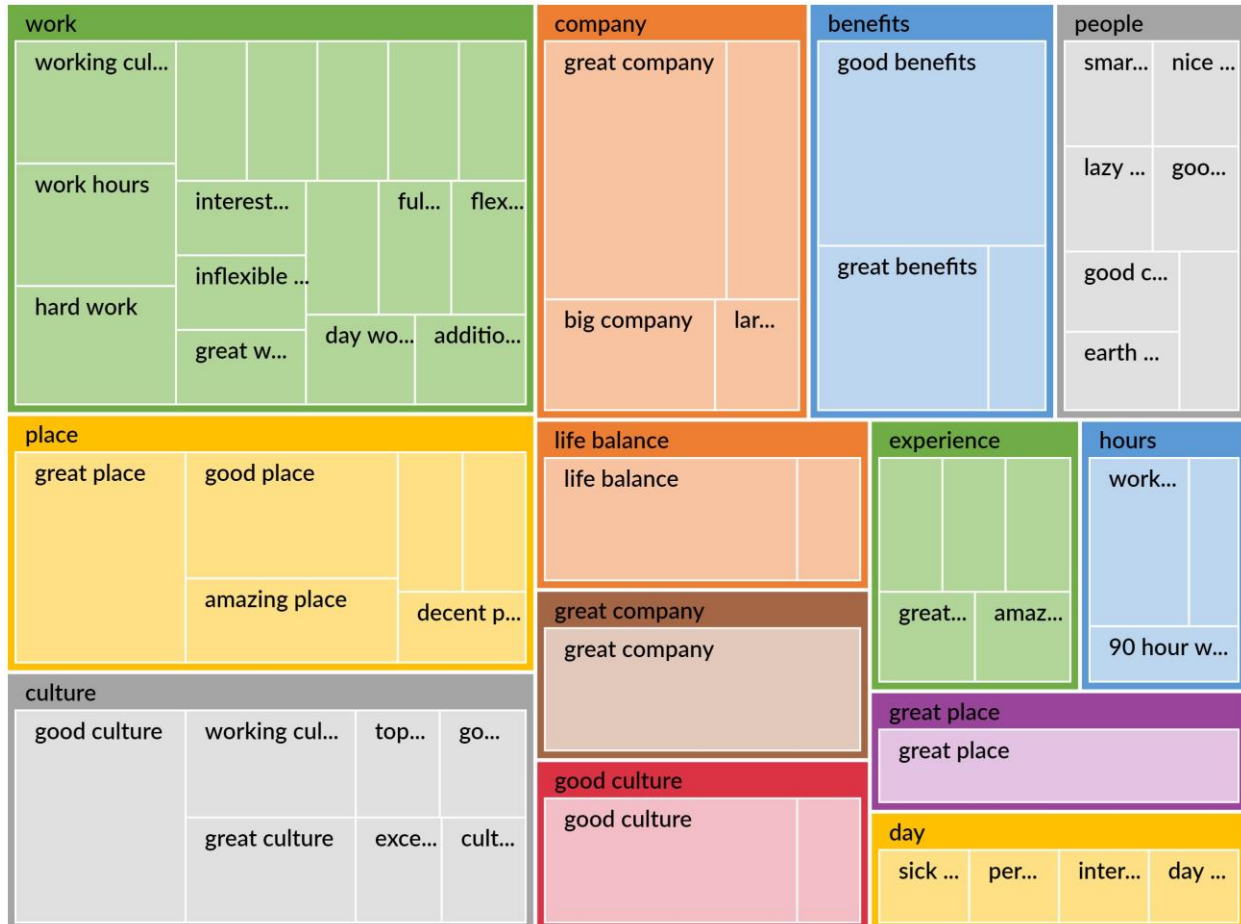 work
working cul...
work hours
hard work
interest...
inflexible ...
great w...
ful...
flex...
day wo...
additio...
company
great company
big company
lar...
benefits
good benefits
great benefits
people
smar...
nice ...
lazy ...
goo...
good c...
earth ...
place
great place
good place
amazing place
decent p...
life balance
life balance
experience
great...
amaz...
hours
work...
90 hour w...
great company
great company
culture
good culture
working cul...
top...
go...
great culture
exce...
cult...
good culture
good culture
great place
great place
day
sick ...
per...
inter...
day ...